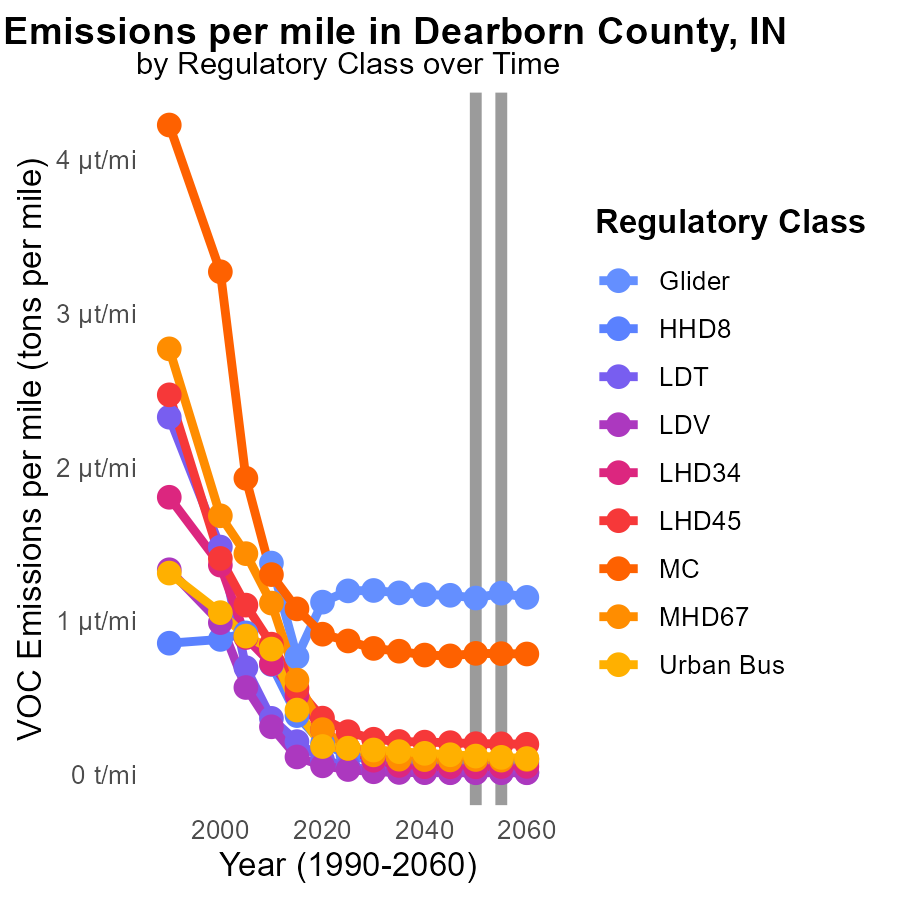 Emissions per mile in Dearborn County, IN
by Regulatory Class over Time
VOC Emissions per mile (tons per mile)
4 µt/mi
3 µt/mi
2 µt/mi
1 µt/mi
0 t/mi
2000 2020 2040 2060
Year (1990-2060)
Regulatory Class
Glider
HHD8
LDT
LDV
LHD34
LHD45
MC
MHD67
Urban Bus